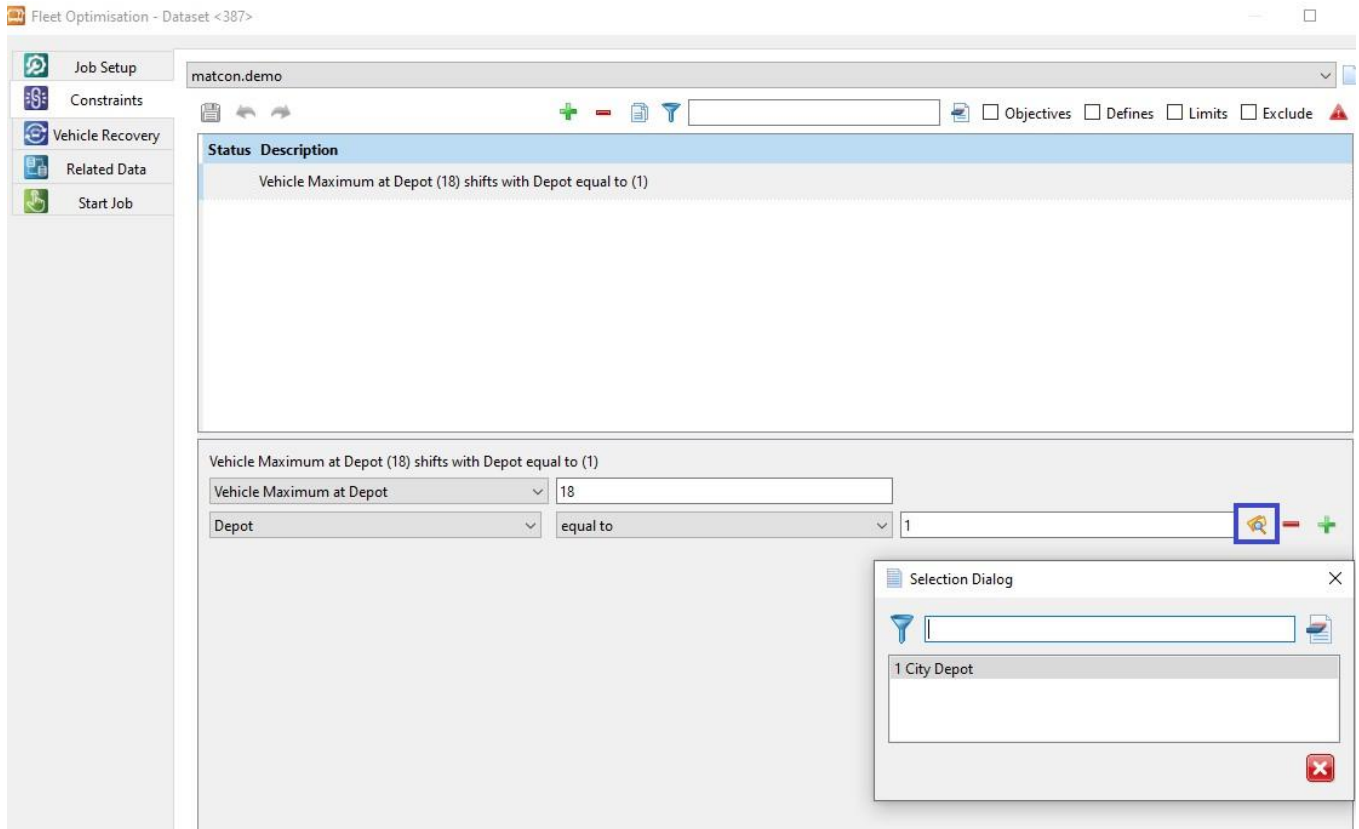 Fleet Optimisation - Dataset <387>
Job Setup
Constraints
Vehicle Recovery
Related Data
Start Job
matcon.demo
Objectives Defines Limits Exclude
Status Description
Vehicle Maximum at Depot (18) shifts with Depot equal to (1)
Vehicle Maximum at Depot (18) shifts with Depot equal to (1)
Vehicle Maximum at Depot 18
Depot equal to 1
Selection Dialog
1 City Depot